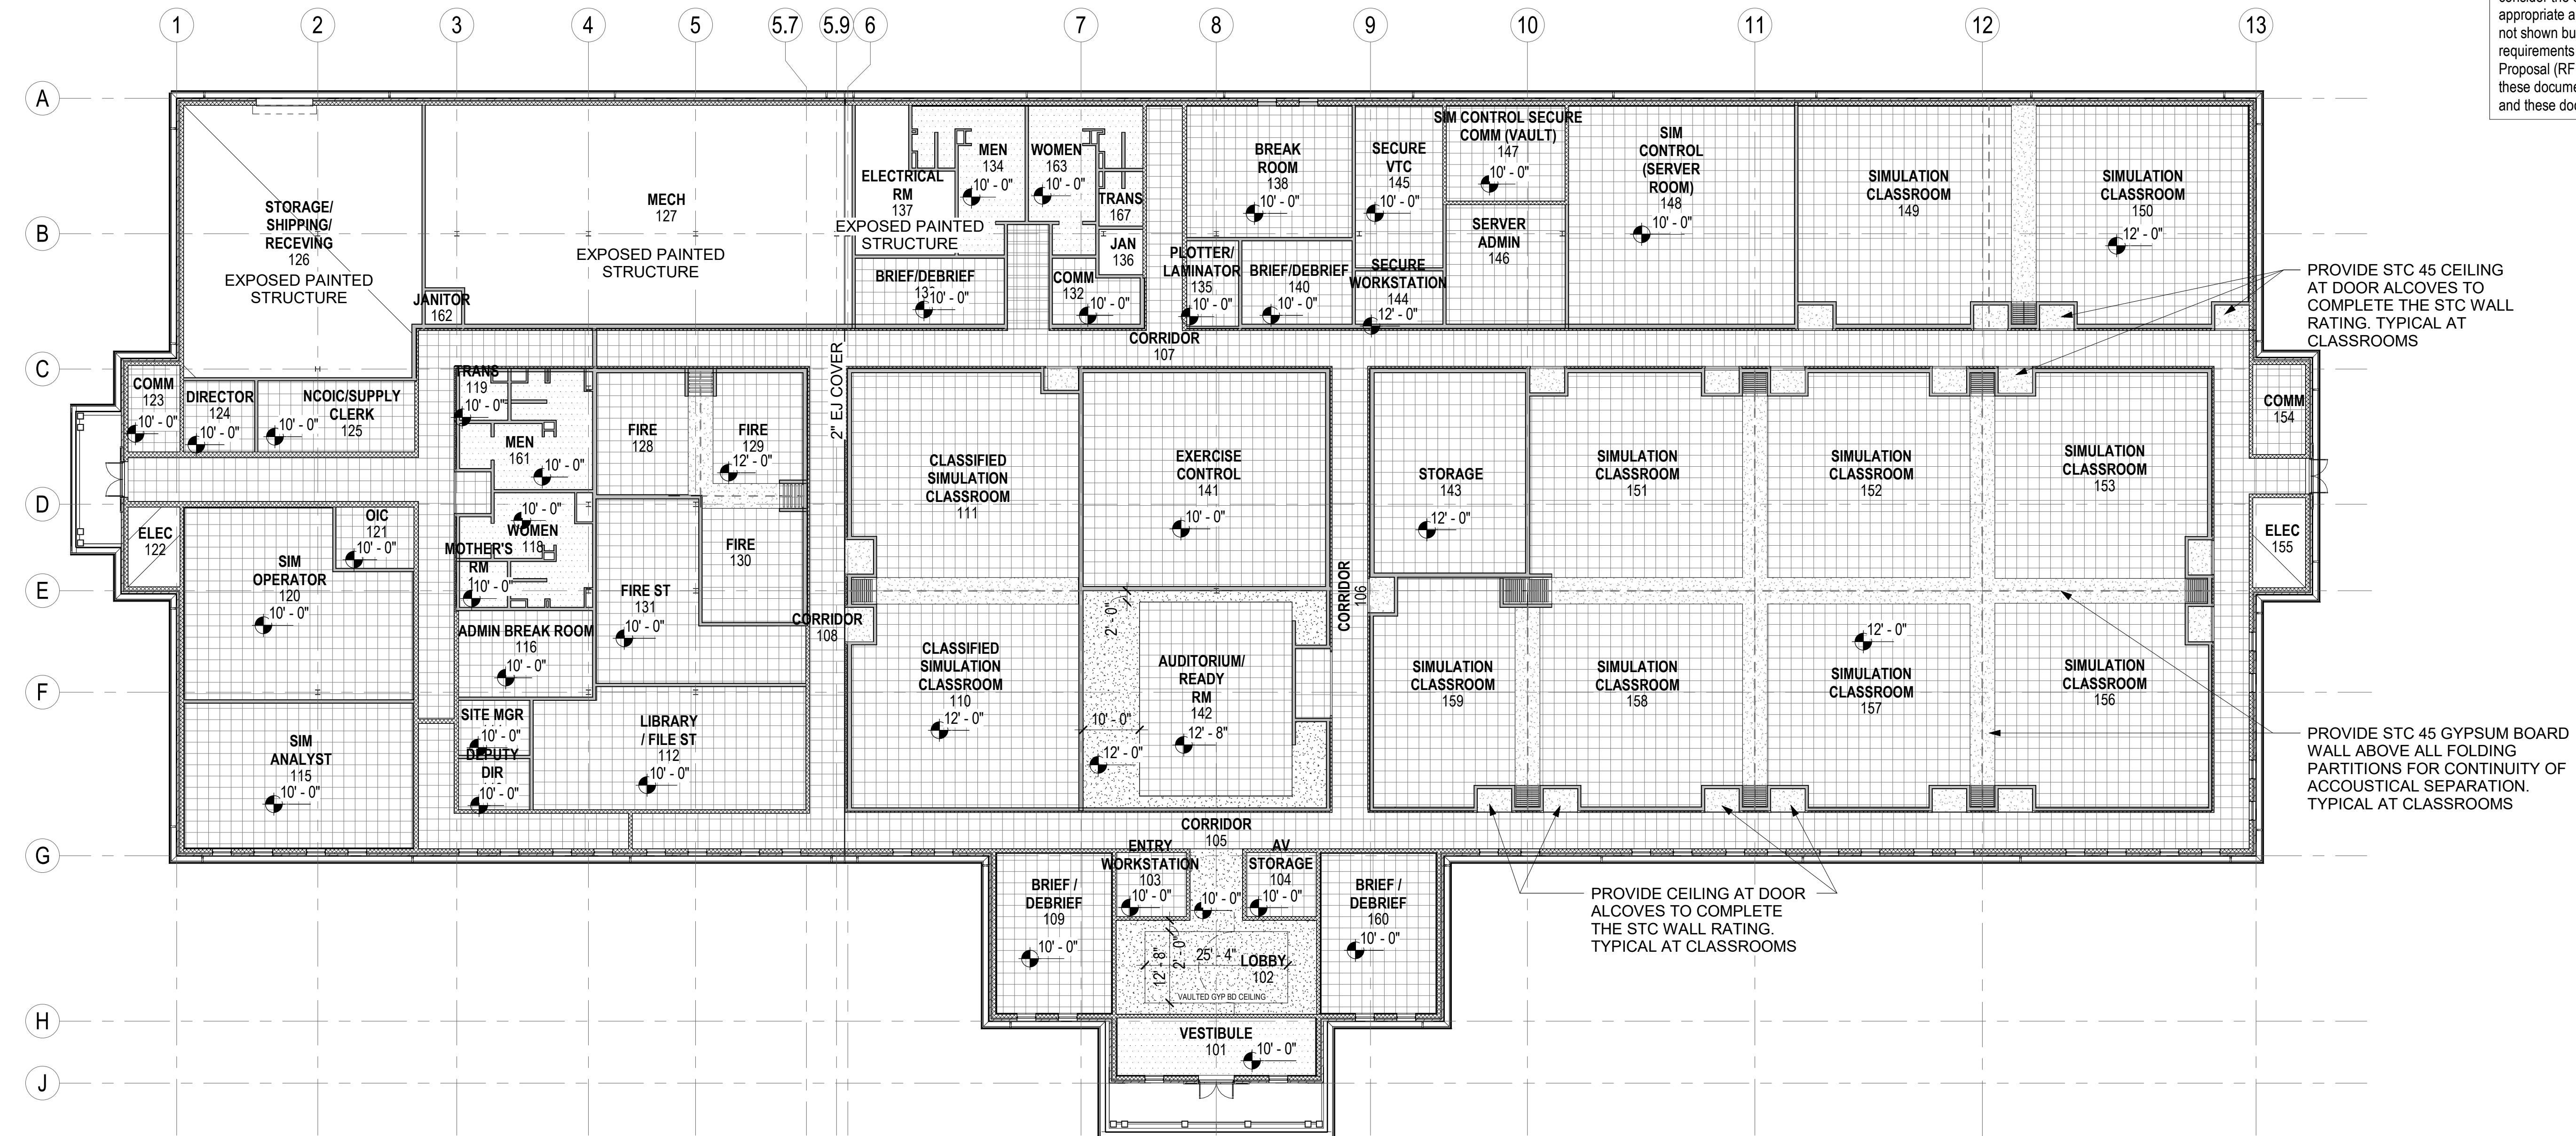 1 2 3 4 5 5.7 5.9 6 7 8 9 10 11 12 13
appropriate a
not shown bu
requirements
Proposal (RF
these docume
and these doc
A
B
C
D
E
F
G
H
J
STORAGE/
SHIPPING/
RECEVING
126
EXPOSED PAINTED
STRUCTURE
MECH
127
EXPOSED PAINTED
STRUCTURE
JANITOR
162
ELECTRICAL
RM
137
EXPOSED PAINTED
STRUCTURE
MEN
134
10' - 0"
WOMEN
163
10' - 0"
TRANS
167
JAN
136
BRIEF/DEBRIEF
10' - 0"
COMM
132
10' - 0"
BREAK
ROOM
138
10' - 0"
PLOTTER/
LAMINATOR
135
10' - 0"
BRIEF/DEBRIEF
140
10' - 0"
SECURE
VTC
145
10' - 0"
SECURE
WORKSTATION
144
12' - 0"
SIM CONTROL SECURE
COMM (VAULT)
147
10' - 0"
SERVER
ADMIN
146
SIM
CONTROL
(SERVER
ROOM)
148
10' - 0"
SIMULATION
CLASSROOM
149
SIMULATION
CLASSROOM
150
12' - 0"
PROVIDE STC 45 CEILING
AT DOOR ALCOVES TO
COMPLETE THE STC WALL
RATING. TYPICAL AT
CLASSROOMS
CORRIDOR
107
2" EJ COVER
COMM
123
10' - 0"
DIRECTOR
124
10' - 0"
NCOIC/SUPPLY
CLERK
125
10' - 0"
TRANS
119
10' - 0"
MEN
161
10' - 0"
FIRE
128
FIRE
129
12' - 0"
FIRE
130
FIRE ST
131
10' - 0"
10' - 0"
WOMEN
118
MOTHER'S
RM
10' - 0"
ELEC
122
OIC
121
10' - 0"
SIM
OPERATOR
120
10' - 0"
ADMIN BREAK ROOM
116
10' - 0"
CORRIDOR
108
SITE MGR
10' - 0"
DEPUTY
DIR
10' - 0"
LIBRARY
/ FILE ST
112
10' - 0"
SIM
ANALYST
115
10' - 0"
CLASSIFIED
SIMULATION
CLASSROOM
111
EXERCISE
CONTROL
141
10' - 0"
CLASSIFIED
SIMULATION
CLASSROOM
110
12' - 0"
2' - 0"
10' - 0"
12' - 0"
AUDITORIUM/
READY
RM
142
12' - 8"
CORRIDOR
106
STORAGE
143
12' - 0"
SIMULATION
CLASSROOM
151
SIMULATION
CLASSROOM
152
SIMULATION
CLASSROOM
153
COMM
154
ELEC
155
SIMULATION
CLASSROOM
159
SIMULATION
CLASSROOM
158
12' - 0"
SIMULATION
CLASSROOM
157
SIMULATION
CLASSROOM
156
PROVIDE STC 45 GYPSUM BOARD
WALL ABOVE ALL FOLDING
PARTITIONS FOR CONTINUITY OF
ACCOUSTICAL SEPARATION.
TYPICAL AT CLASSROOMS
CORRIDOR
105
ENTRY
WORKSTATION
103
10' - 0"
AV
STORAGE
104
10' - 0"
10' - 0"
BRIEF /
DEBRIEF
109
10' - 0"
BRIEF /
DEBRIEF
160
10' - 0"
12' - 8"
2' - 0"
25' - 4"
LOBBY
102
VAULTED GYP BD CEILING
VESTIBULE
101
10' - 0"
PROVIDE CEILING AT DOOR
ALCOVES TO COMPLETE
THE STC WALL RATING.
TYPICAL AT CLASSROOMS